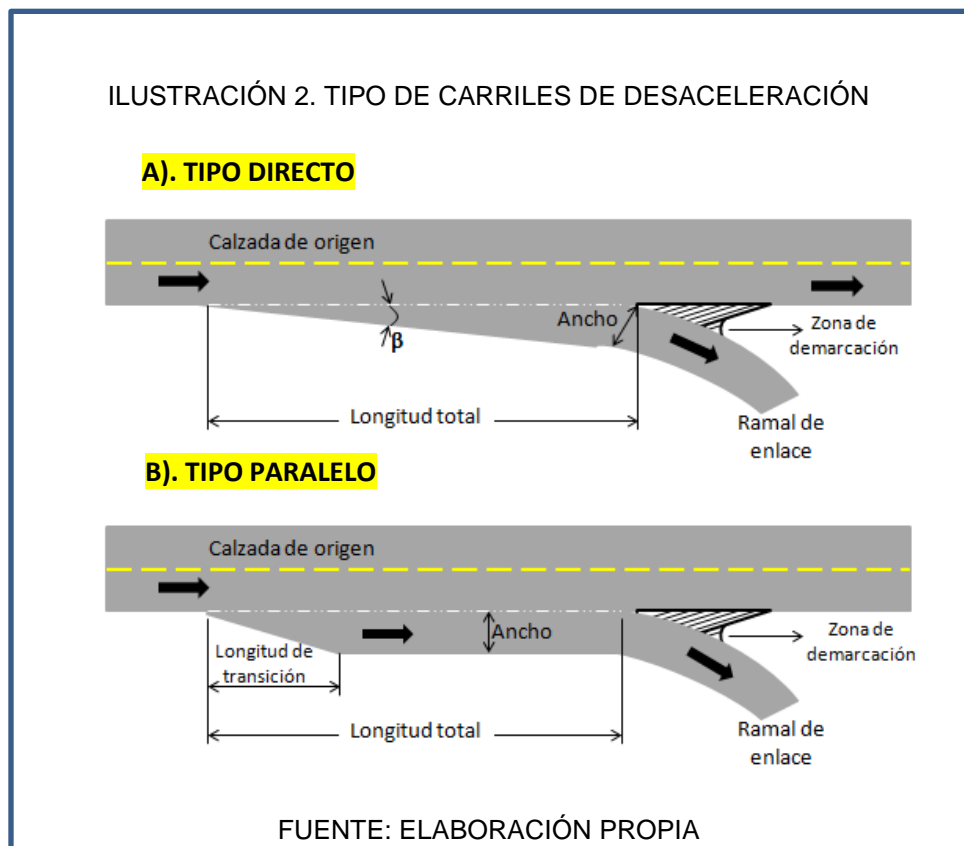 ILUSTRACIÓN 2. TIPO DE CARRILES DE DESACELERACIÓN
A). TIPO DIRECTO
Calzada de origen
Ancho
Zona de
demarcación
β
Longitud total
Ramal de
enlace
B). TIPO PARALELO
Calzada de origen
Ancho
Zona de
demarcación
Longitud de
transición
Longitud total
Ramal de
enlace
FUENTE: ELABORACIÓN PROPIA